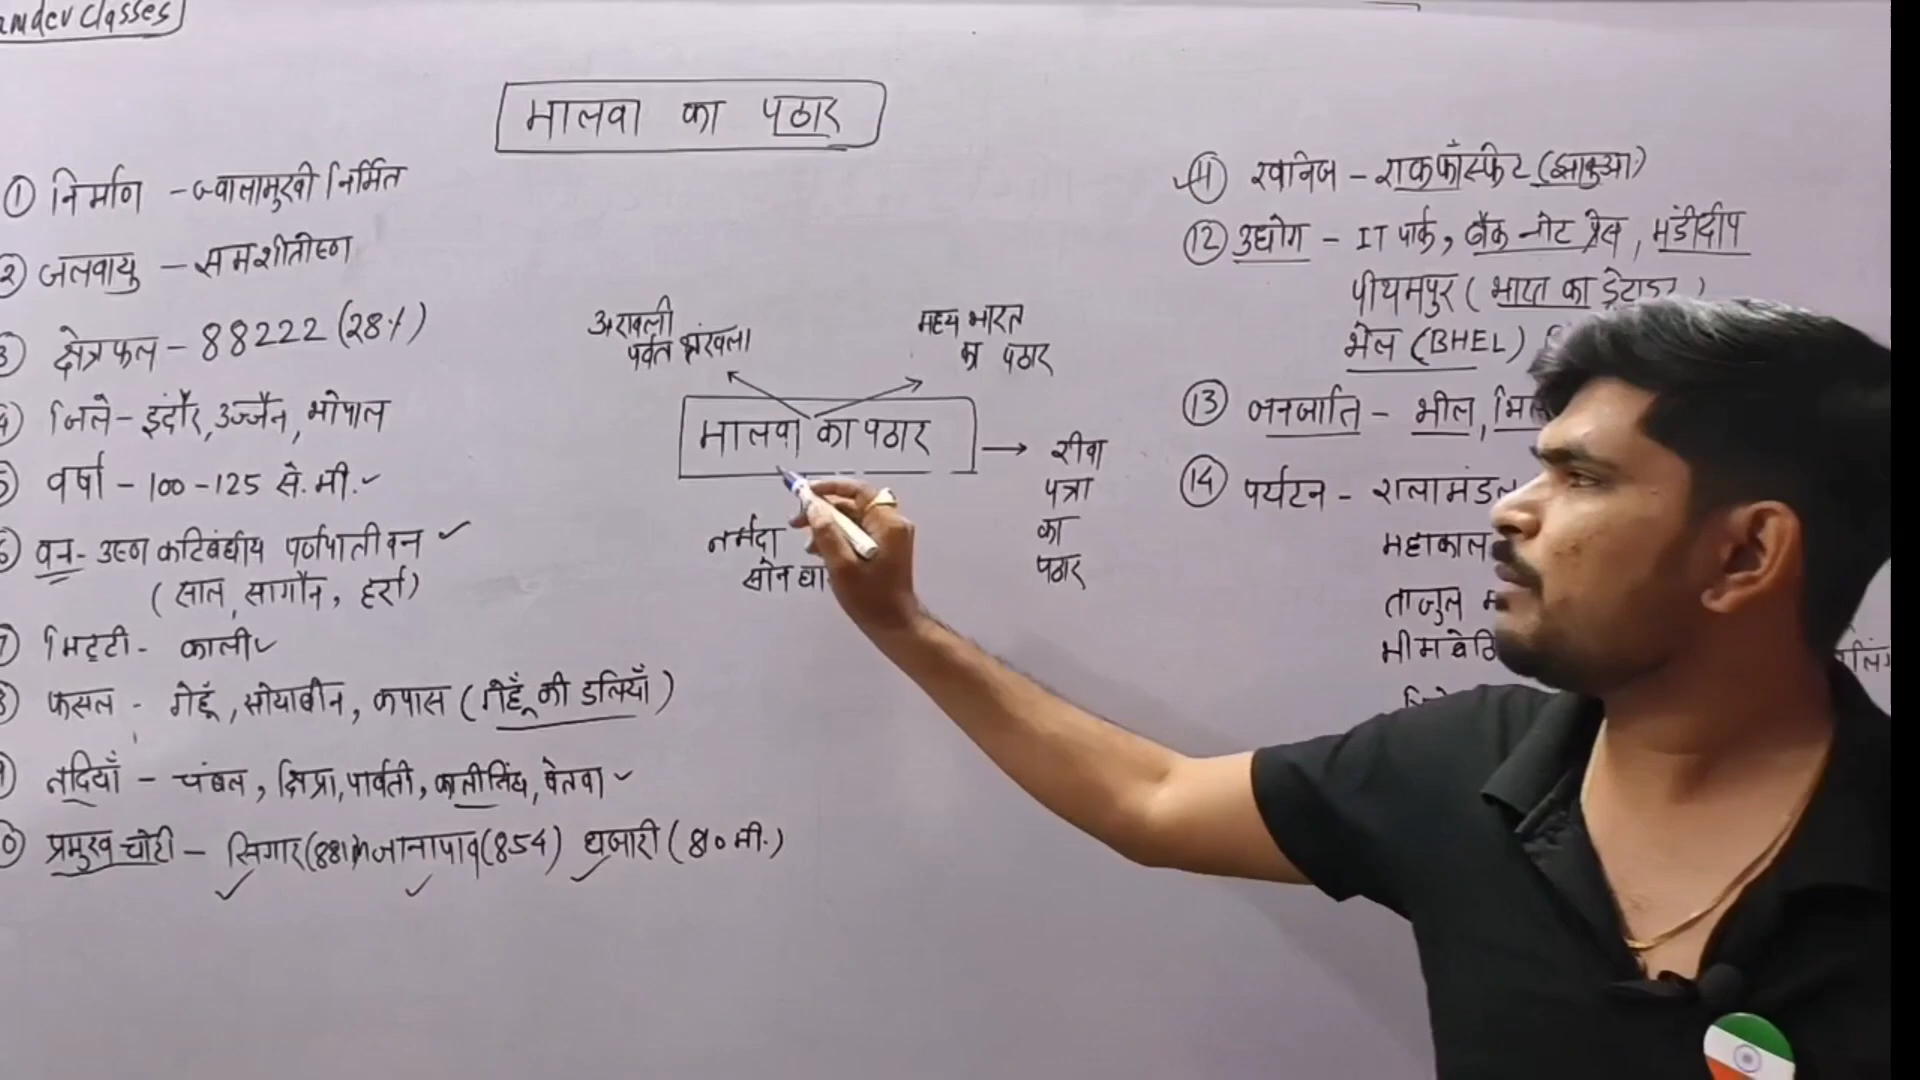 classes
मालवा का पठार
① निर्माण - ज्वालामुखी निर्मित
② जलवायु - समशीतोष्ण
③ क्षेत्रफल - 88222 (28%)
④ जिले - इंदौर, उज्जैन, भोपाल
⑤ वर्षा - 100-125 से.मी.
⑥ वन - उष्ण कटिबंधीय पर्णपाती वन
(साल, सागौन, हर्रा)
⑦ मिट्टी - काली
⑧ फसल - गेहूँ, सोयाबीन, कपास (गेहूँ की डलियाँ)
⑨ नदियाँ - चंबल, क्षिप्रा, पार्वती, कालीसिंध, बेतवा
⑩ प्रमुख चोटी - सिगार (881) जानापाव (854) धजारी (810 मी.)
अरावली
पर्वत श्रंखला
मध्य भारत
का पठार
मालवा का पठार
रीवा
पन्ना
का
पठार
नर्मदा
सोन
⑪ खनिज - राकफॉस्फेट (झाबुआ)
⑫ उद्योग - IT पार्क, बैंक नोट प्रेस, मंडीदीप
पीथमपुर (भारत का डेट्राइट)
भेल (BHEL)
⑬ जनजाति - भील,
⑭ पर्यटन - रालामंडल
महाकाल
ताजुल